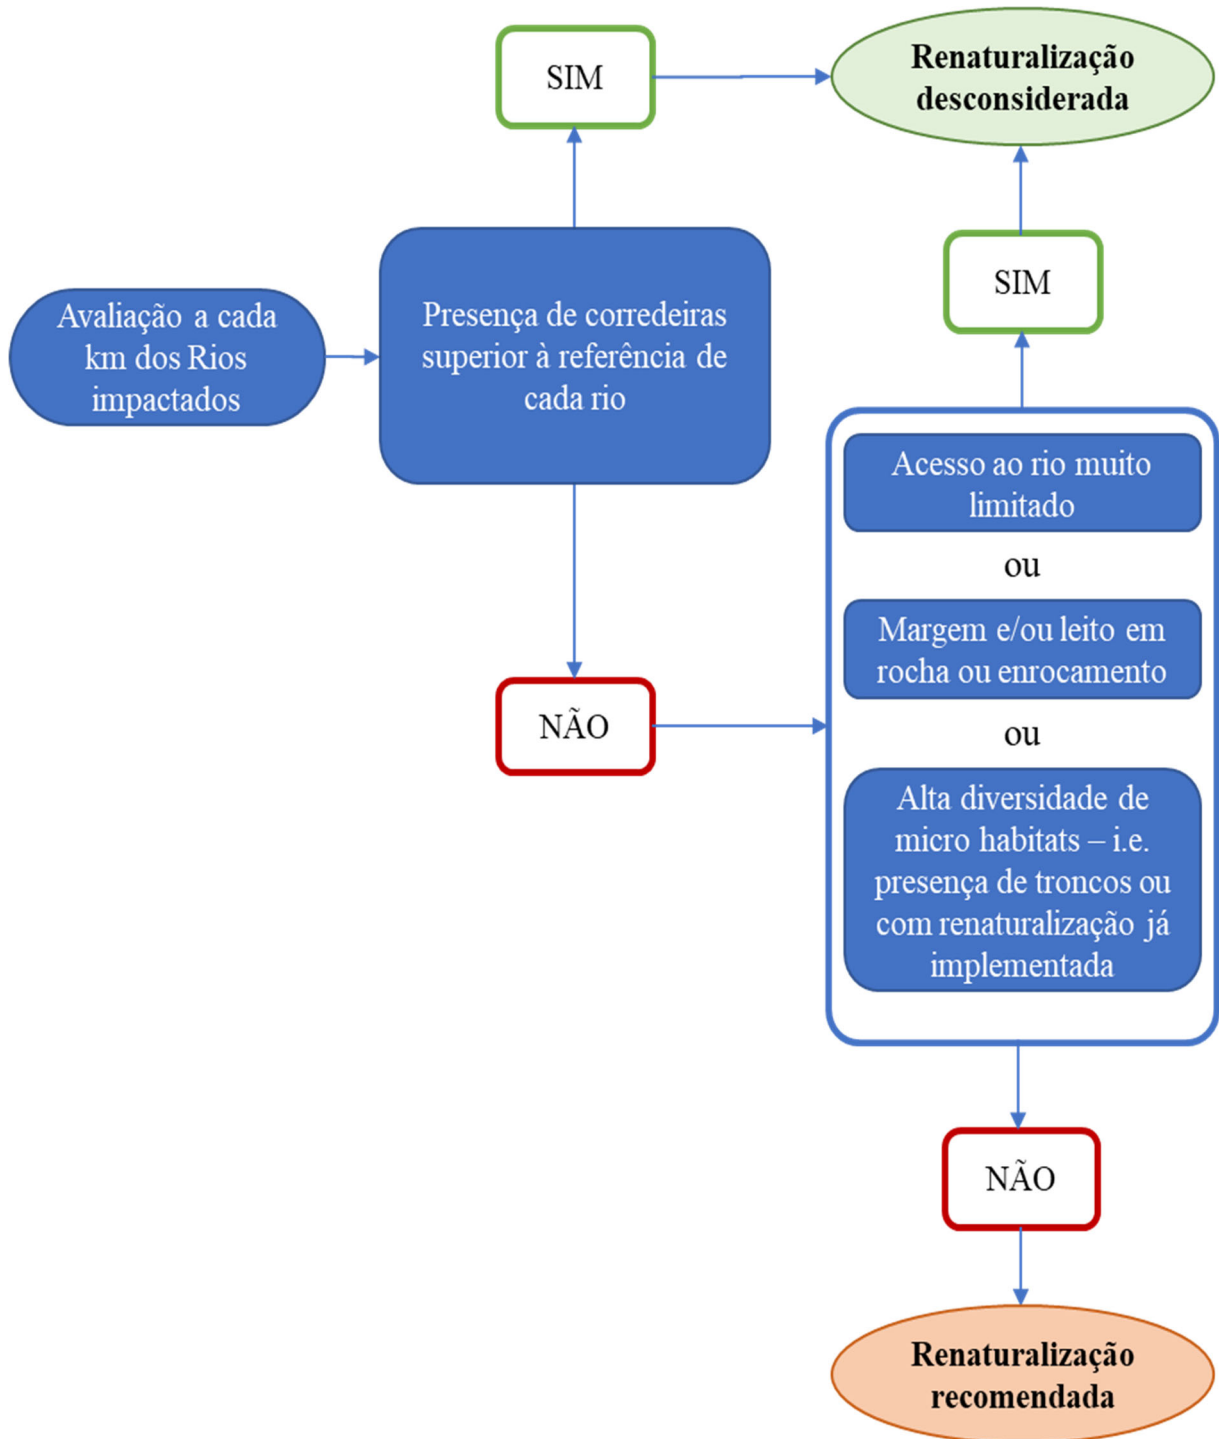 SIM
Renaturalização
desconsiderada
Avaliação a cada
km dos Rios
impactados
Presença de corredeiras
superior à referência de
cada rio
SIM
NÃO
Acesso ao rio muito
limitado
ou
Margem e/ou leito em
rocha ou enrocamento
ou
Alta diversidade de
micro habitats – i.e.
presença de troncos ou
com renaturalização já
implementada
NÃO
Renaturalização
recomendada